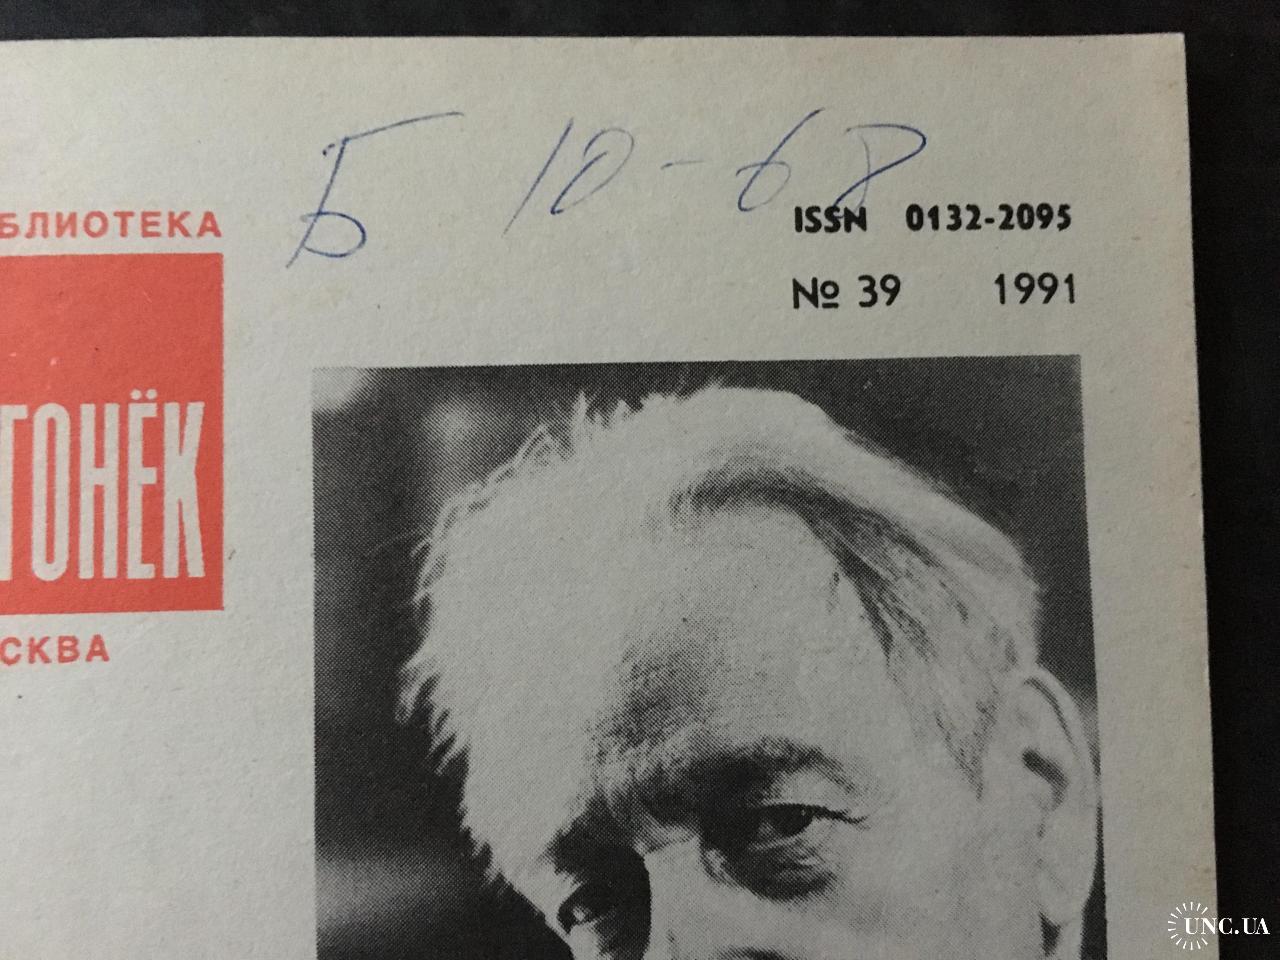 Б 10-68
БЛИОТЕКА
ISSN 0132-2095
№ 39 1991
ГОНЁК
СКВА
UNC.UA